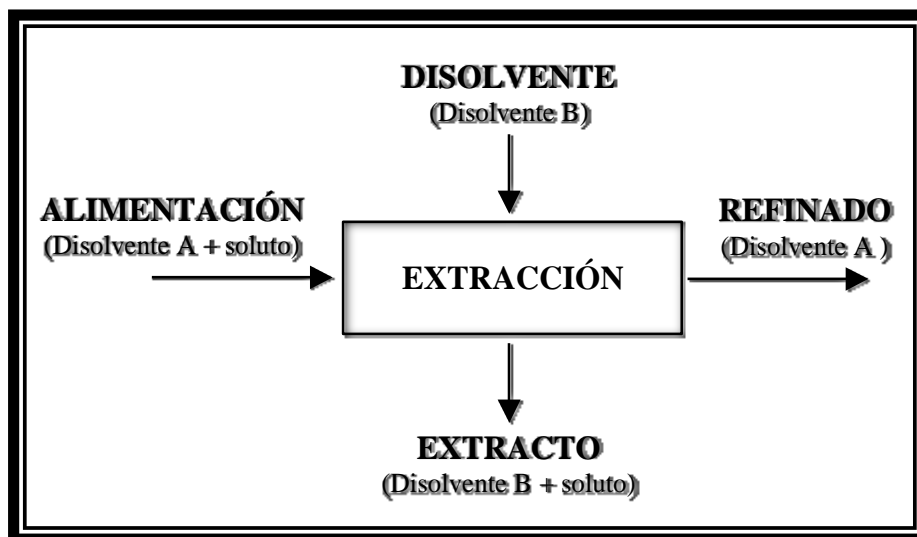 DISOLVENTE
(Disolvente B)
ALIMENTACIÓN
(Disolvente A + soluto)
EXTRACCIÓN
REFINADO
(Disolvente A )
EXTRACTO
(Disolvente B + soluto)